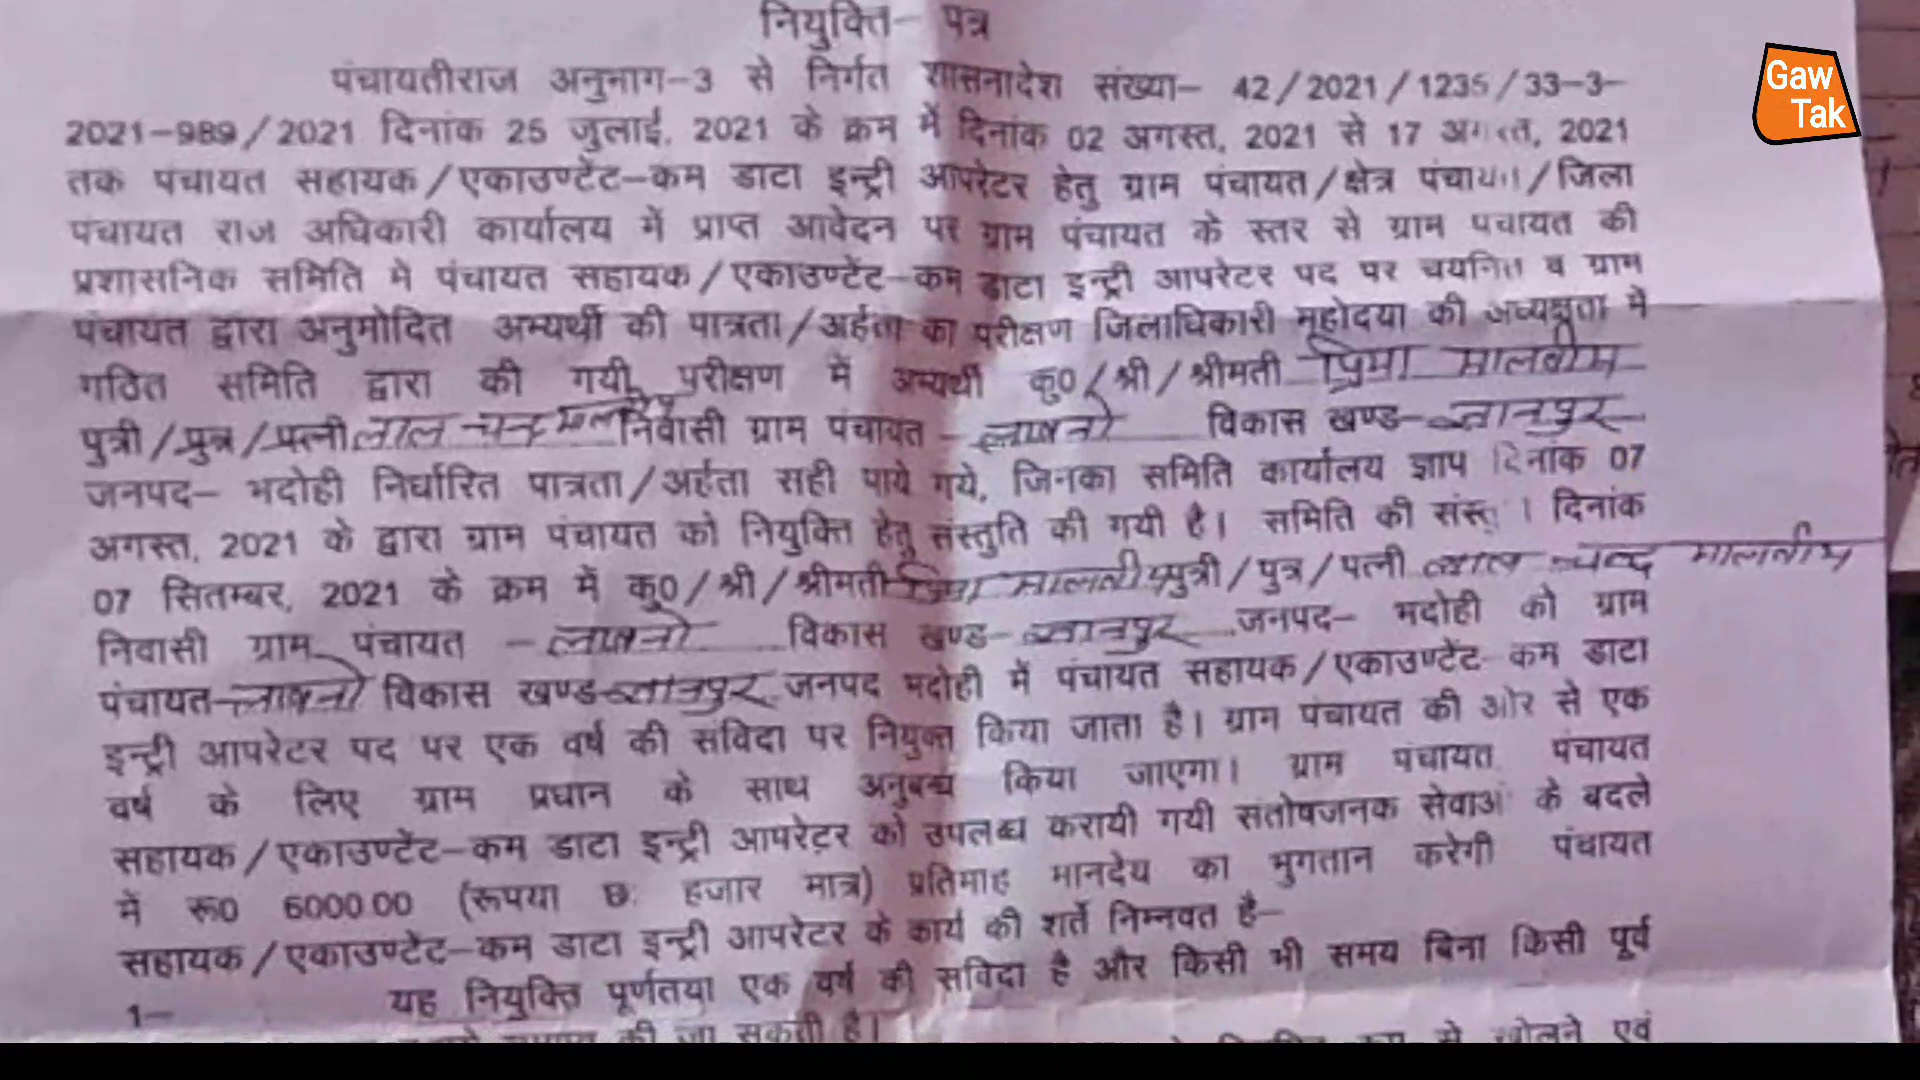 नियुक्ति- पत्र
Gaw
Tak
पंचायतीराज अनुभाग-3 से निर्गत शासनादेश संख्या- 42/2021/1235/33-3-
2021-989/2021 दिनांक 25 जुलाई, 2021 के क्रम में दिनांक 02 अगस्त, 2021 से 17 अगस्त, 2021
तक पंचायत सहायक/एकाउण्टेंट-कम डाटा इन्ट्री आपरेटर हेतु ग्राम पंचायत/क्षेत्र पंचायत/जिला
पंचायत राज अधिकारी कार्यालय में प्राप्त आवेदन पर ग्राम पंचायत के स्तर से ग्राम पंचायत की
प्रशासनिक समिति मे पंचायत सहायक/एकाउण्टेंट-कम डाटा इन्ट्री आपरेटर पद पर चयनित व ग्राम
पंचायत द्वारा अनुमोदित अभ्यर्थी की पात्रता/अर्हता का परीक्षण जिलाधिकारी महोदया की अध्यक्षता में
गठित समिति द्वारा की गयी परीक्षण में अभ्यर्थी कु0/श्री/श्रीमती प्रिया मालवीय
पुत्री/पुत्र/पत्नी लाल चन्द्र मालवीय निवासी ग्राम पंचायत - विकास खण्ड- ज्ञानपुर
जनपद- भदोही निर्धारित पात्रता/अर्हता सही पाये गये, जिनका समिति कार्यालय ज्ञाप दिनांक 07
अगस्त, 2021 के द्वारा ग्राम पंचायत को नियुक्ति हेतु संस्तुति की गयी है। समिति की दिनांक
07 सितम्बर, 2021 के क्रम में कु0/श्री/श्रीमती प्रिया मालवीय पुत्री/पुत्र/पत्नी लाल चन्द्र मालवीय
निवासी ग्राम पंचायत - विकास खण्ड- ज्ञानपुर जनपद- भदोही को ग्राम
पंचायत- विकास खण्ड- ज्ञानपुर जनपद भदोही में पंचायत सहायक/एकाउण्टेंट कम डाटा
इन्ट्री आपरेटर पद पर एक वर्ष की संविदा पर नियुक्त किया जाता है। ग्राम पंचायत की ओर से एक
वर्ष के लिए ग्राम प्रधान के साथ अनुबन्ध किया जाएगा। ग्राम पंचायत पंचायत
सहायक/एकाउण्टेंट-कम डाटा इन्ट्री आपरेटर को उपलब्ध करायी गयी संतोषजनक सेवाओं के बदले
में रू0 6000.00 (रूपया छः हजार मात्र) प्रतिमाह मानदेय का भुगतान करेगी पंचायत
सहायक/एकाउण्टेंट-कम डाटा इन्ट्री आपरेटर के कार्य की शर्ते निम्नवत है-
1- यह नियुक्ति पूर्णतया एक वर्ष की संविदा है और किसी भी समय बिना किसी पूर्व
की जा सकती है। से खोलने एवं